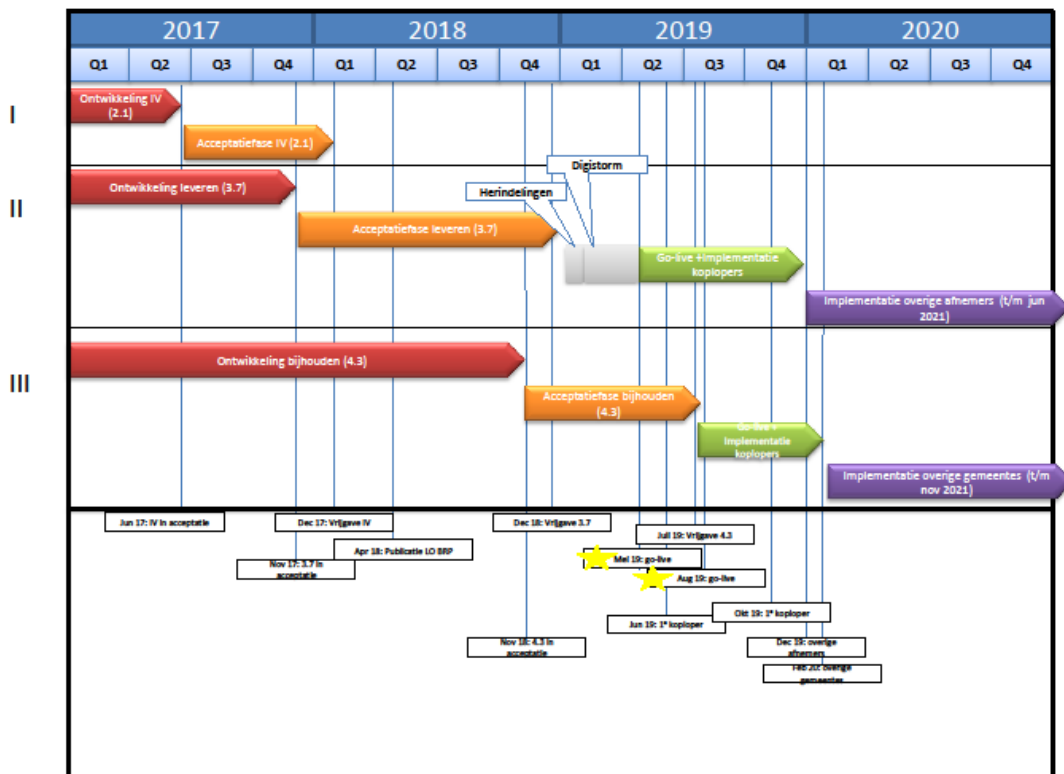 2017 2018 2019 2020
Q1 Q2 Q3 Q4 Q1 Q2 Q3 Q4 Q1 Q2 Q3 Q4 Q1 Q2 Q3 Q4
I
Ontwikkeling IV
(2.1)
Acceptatiefase IV (2.1)
Digistorm
II
Ontwikkeling leveren (3.7)
Herindelingen
Acceptatiefase leveren (3.7)
Go-live +Implementatie
koplopers
Implementatie overige afnemers (t/m jun
2021)
III
Ontwikkeling bijhouden (4.3)
Acceptatiefase bijhouden
(4.3)
Go-live +
Implementatie
koplopers
Implementatie overige gemeentes (t/m
nov 2021)
Jun 17: IV in acceptatie
Dec 17: Vrijgave IV
Dec 18: Vrijgave 3.7
Juli 19: Vrijgave 4.3
Apr 18: Publicatie LO BRP
Nov 17: 3.7 in
acceptatie
Mei 19: go-live
Aug 19: go-live
Okt 19: 1e koploper
Jun 19: 1e koploper
Nov 18: 4.3 in
acceptatie
Dec 19: overige
afnemers
Feb 20: overige
gemeentes